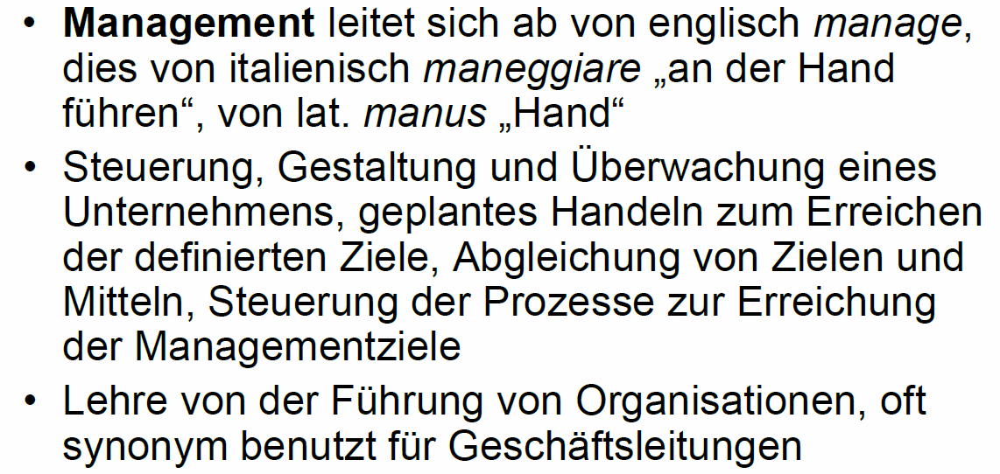 • Management leitet sich ab von englisch manage,
dies von italienisch maneggiare „an der Hand
führen“, von lat. manus „Hand“
• Steuerung, Gestaltung und Überwachung eines
Unternehmens, geplantes Handeln zum Erreichen
der definierten Ziele, Abgleichung von Zielen und
Mitteln, Steuerung der Prozesse zur Erreichung
der Managementziele
• Lehre von der Führung von Organisationen, oft
synonym benutzt für Geschäftsleitungen